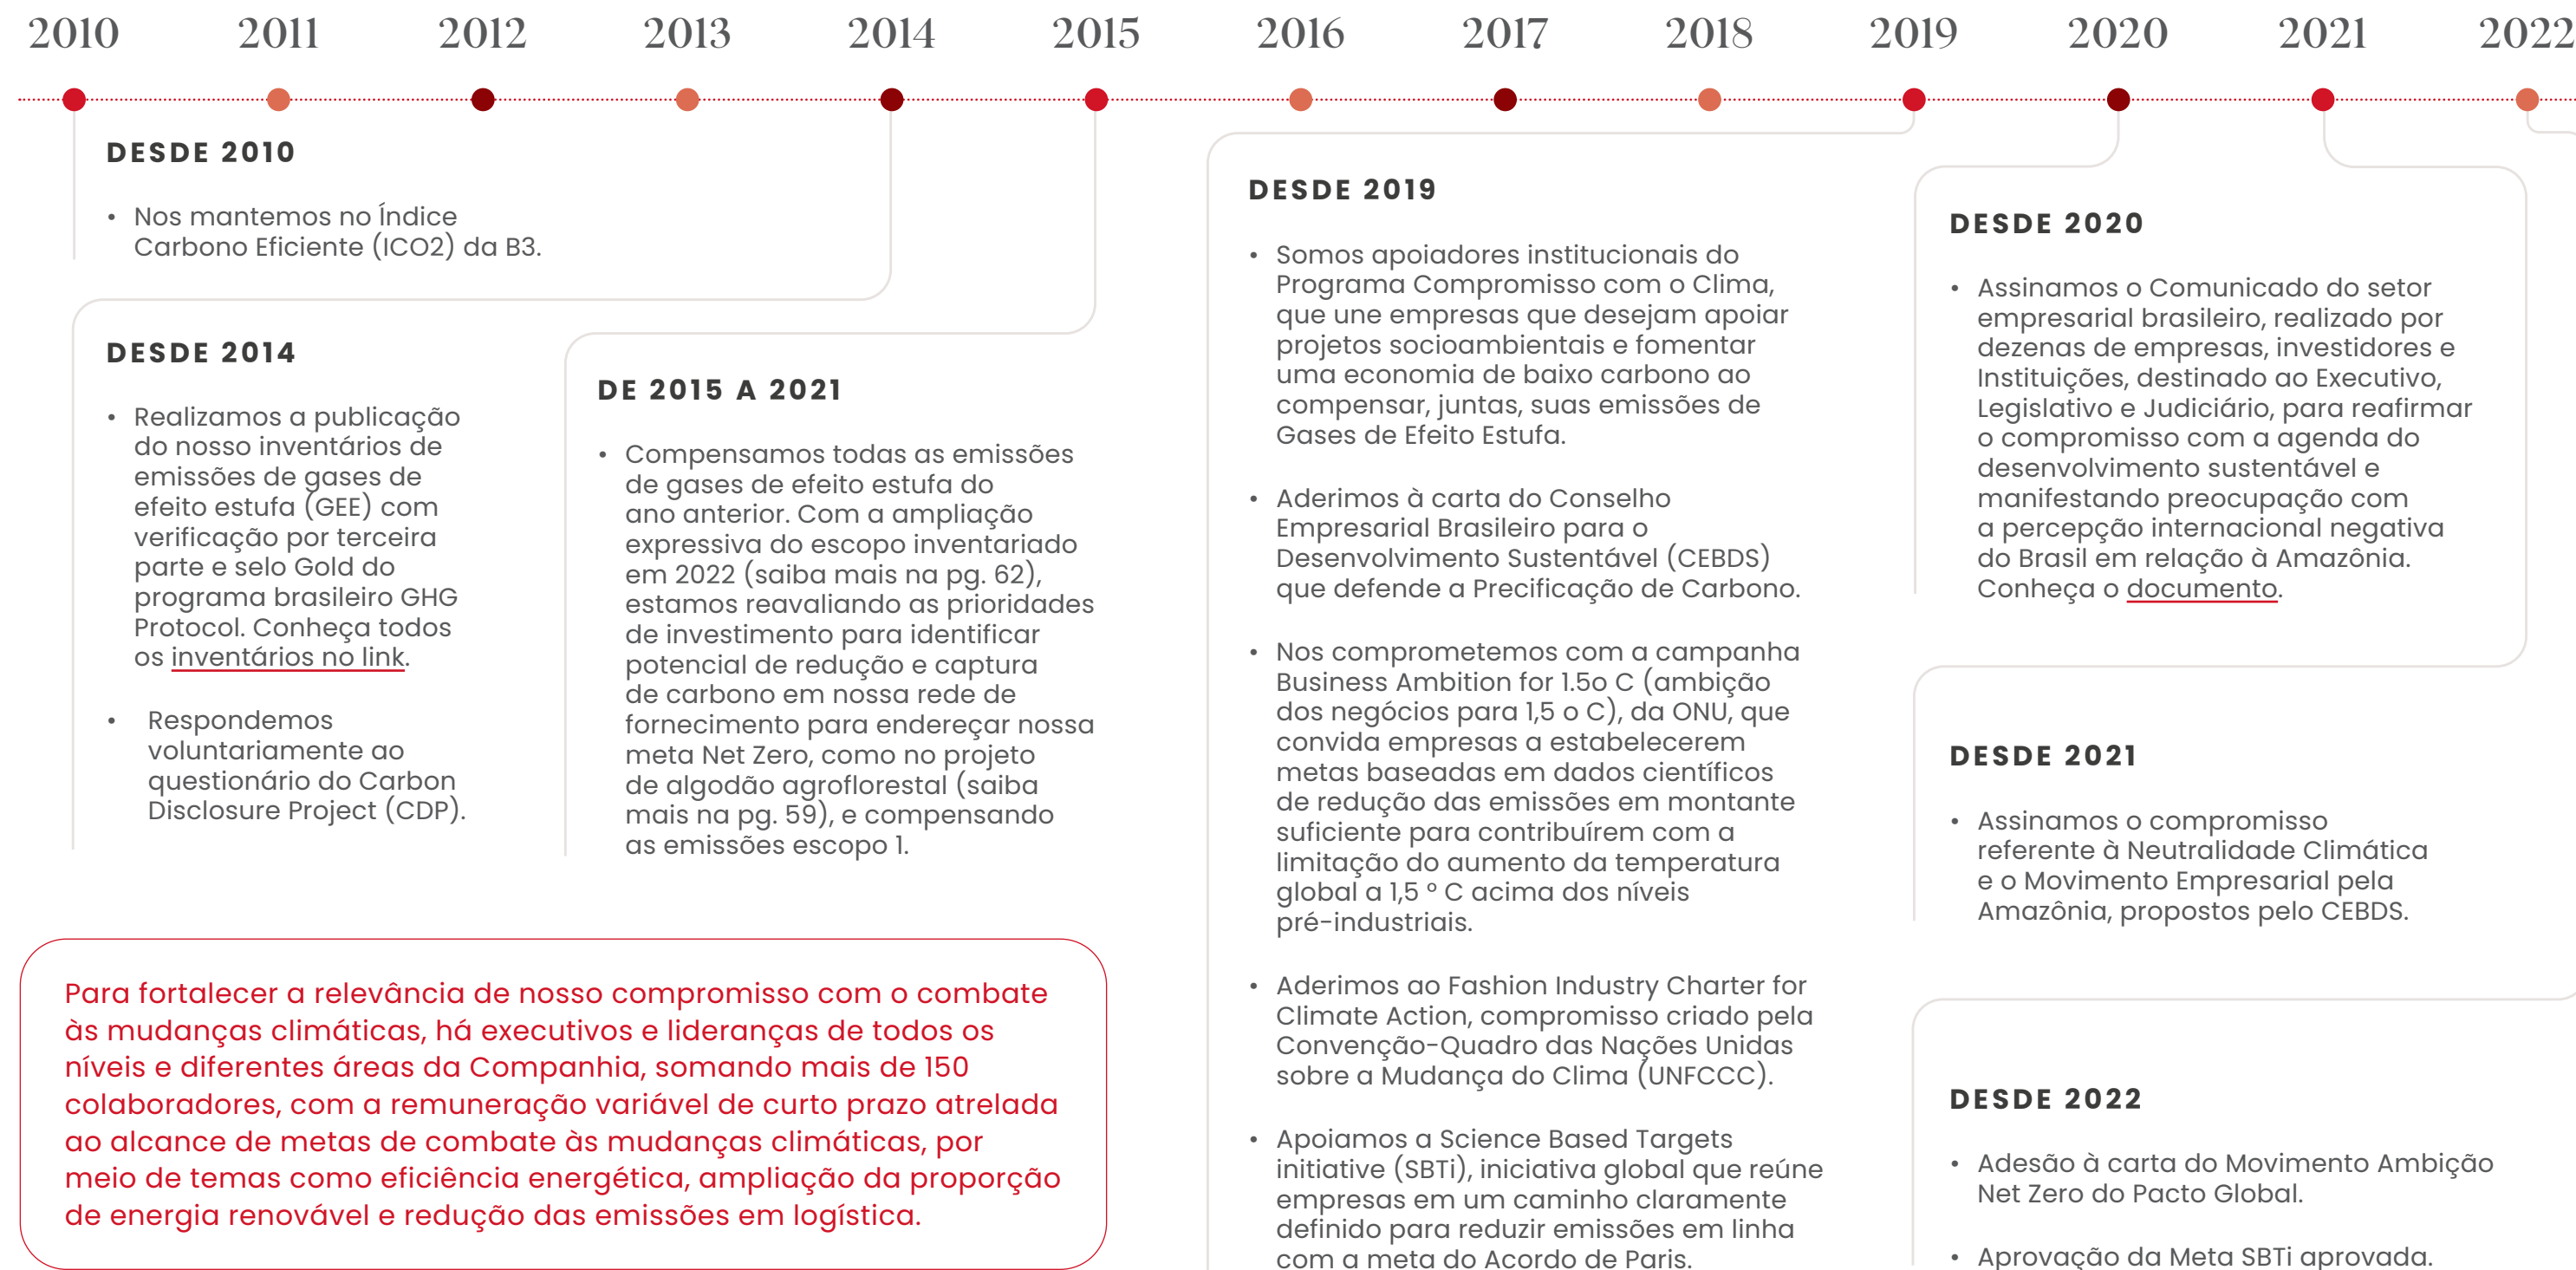 2010 2011 2012 2013 2014 2015 2016 2017 2018 2019 2020 2021 2022
DESDE 2010
• Nos mantemos no Índice
Carbono Eficiente (ICO2) da B3.
DESDE 2014
• Realizamos a publicação
do nosso inventários de
emissões de gases de
efeito estufa (GEE) com
verificação por terceira
parte e selo Gold do
programa brasileiro GHG
Protocol. Conheça todos
os inventários no link.
• Respondemos
voluntariamente ao
questionário do Carbon
Disclosure Project (CDP).
DE 2015 A 2021
• Compensamos todas as emissões
de gases de efeito estufa do
ano anterior. Com a ampliação
expressiva do escopo inventariado
em 2022 (saiba mais na pg. 62),
estamos reavaliando as prioridades
de investimento para identificar
potencial de redução e captura
de carbono em nossa rede de
fornecimento para endereçar nossa
meta Net Zero, como no projeto
de algodão agroflorestal (saiba
mais na pg. 59), e compensando
as emissões escopo 1.
Para fortalecer a relevância de nosso compromisso com o combate
às mudanças climáticas, há executivos e lideranças de todos os
níveis e diferentes áreas da Companhia, somando mais de 150
colaboradores, com a remuneração variável de curto prazo atrelada
ao alcance de metas de combate às mudanças climáticas, por
meio de temas como eficiência energética, ampliação da proporção
de energia renovável e redução das emissões em logística.
DESDE 2019
• Somos apoiadores institucionais do
Programa Compromisso com o Clima,
que une empresas que desejam apoiar
projetos socioambientais e fomentar
uma economia de baixo carbono ao
compensar, juntas, suas emissões de
Gases de Efeito Estufa.
• Aderimos à carta do Conselho
Empresarial Brasileiro para o
Desenvolvimento Sustentável (CEBDS)
que defende a Precificação de Carbono.
• Nos comprometemos com a campanha
Business Ambition for 1.5o C (ambição
dos negócios para 1,5 o C), da ONU, que
convida empresas a estabelecerem
metas baseadas em dados científicos
de redução das emissões em montante
suficiente para contribuírem com a
limitação do aumento da temperatura
global a 1,5 º C acima dos níveis
pré-industriais.
• Aderimos ao Fashion Industry Charter for
Climate Action, compromisso criado pela
Convenção-Quadro das Nações Unidas
sobre a Mudança do Clima (UNFCCC).
• Apoiamos a Science Based Targets
initiative (SBTi), iniciativa global que reúne
empresas em um caminho claramente
definido para reduzir emissões em linha
com a meta do Acordo de Paris.
DESDE 2020
• Assinamos o Comunicado do setor
empresarial brasileiro, realizado por
dezenas de empresas, investidores e
Instituições, destinado ao Executivo,
Legislativo e Judiciário, para reafirmar
o compromisso com a agenda do
desenvolvimento sustentável e
manifestando preocupação com
a percepção internacional negativa
do Brasil em relação à Amazônia.
Conheça o documento.
DESDE 2021
• Assinamos o compromisso
referente à Neutralidade Climática
e o Movimento Empresarial pela
Amazônia, propostos pelo CEBDS.
DESDE 2022
• Adesão à carta do Movimento Ambição
Net Zero do Pacto Global.
• Aprovação da Meta SBTi aprovada.